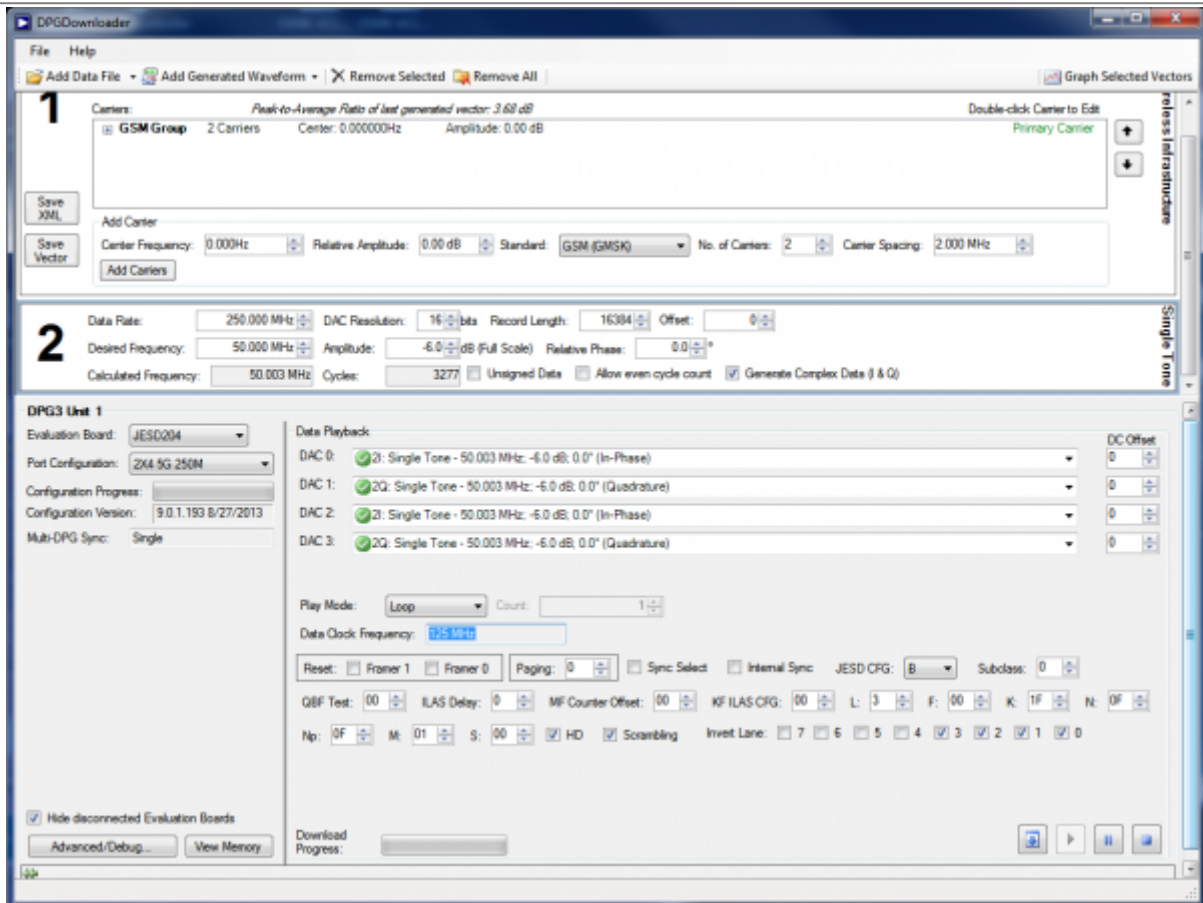 DPGDownloader
File Help
Add Data File Add Generated Waveform Remove Selected Remove All Graph Selected Vectors
1
Carriers: Peak-to-Average Ratio of last generated vector: 3.68 dB Double-click Carrier to Edit
GSM Group 2 Carriers Center: 0.000000Hz Amplitude: 0.00 dB Primary Carrier
reless Infrastructure
Save XML
Save Vector
Add Carrier
Center Frequency: 0.000Hz Relative Amplitude: 0.00 dB Standard: GSM (GMSK) No. of Carriers: 2 Carrier Spacing: 2.000 MHz
Add Carriers
2
Data Rate: 250.000 MHz DAC Resolution: 16 bits Record Length: 16384 Offset: 0
Desired Frequency: 50.000 MHz Amplitude: -6.0 dB (Full Scale) Relative Phase: 0.0 °
Calculated Frequency: 50.003 MHz Cycles: 3277 Unsigned Data Allow even cycle count Generate Complex Data (I & Q)
Single Tone
DPG3 Unit 1
Evaluation Board: JESD204
Port Configuration: 2X4 5G 250M
Configuration Progress:
Configuration Version: 9.0.1.193 8/27/2013
Multi-DPG Sync: Single
Data Playback DC Offset
DAC 0: 2I: Single Tone - 50.003 MHz; -6.0 dB; 0.0° (In-Phase) 0
DAC 1: 2Q: Single Tone - 50.003 MHz; -6.0 dB; 0.0° (Quadrature) 0
DAC 2: 2I: Single Tone - 50.003 MHz; -6.0 dB; 0.0° (In-Phase) 0
DAC 3: 2Q: Single Tone - 50.003 MHz; -6.0 dB; 0.0° (Quadrature) 0
Play Mode: Loop Count: 1
Data Clock Frequency: 125 MHz
Reset: Framer 1 Framer 0 Paging: 0 Sync Select Internal Sync JESD CFG: B Subclass: 0
QBF Test: 00 ILAS Delay: 0 MF Counter Offset: 00 KF ILAS CFG: 00 L: 3 F: 00 K: 1F N: 0F
Np: 0F M: 01 S: 00 HD Scrambling Invert Lane: 7 6 5 4 3 2 1 0
Hide disconnected Evaluation Boards
Advanced/Debug... View Memory
Download Progress: